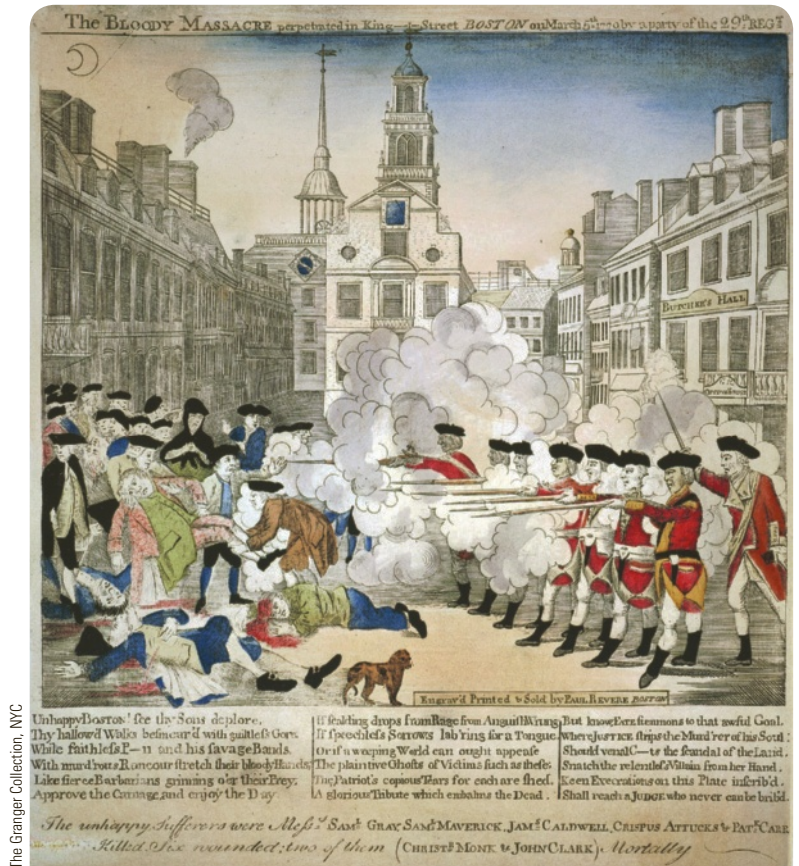 The BLOODY MASSACRE perpetrated in King Street BOSTON on March 5th 1770 by a party of the 29th REGT
BUTCHER'S HALL
Engrav'd Printed & Sold by PAUL REVERE BOSTON
Unhappy BOSTON! see thy Sons deplore,
Thy hallow'd Walks besmear'd with guiltless Gore.
While faithless P—n and his savage Bands,
With murd'rous Rancour stretch their bloody Hands;
Like fierce Barbarians grinning o'er their Prey,
Approve the Carnage and enjoy the Day.
If scalding drops from Rage from Anguish Wrung
If speechless Sorrows lab'ring for a Tongue,
Or if a weeping World can ought appease
The plaintive Ghosts of Victims such as these;
The Patriot's copious Tears for each are shed,
A glorious Tribute which embalms the Dead.
But know, FATE summons to that awful Goal,
Where JUSTICE strips the Murd'rer of his Soul:
Should venal C—ts the scandal of the Land,
Snatch the relentless Villain from her Hand,
Keen Execrations on this Plate inscrib'd,
Shall reach a JUDGE who never can be brib'd.
The unhappy Sufferers were Messs SAML GRAY, SAML MAVERICK, JAMS CALDWELL, CRISPUS ATTUCKS & PATK CARR
Killed. Six wounded; two of them (CHRISTR MONK & JOHN CLARK) Mortally
The Granger Collection, NYC